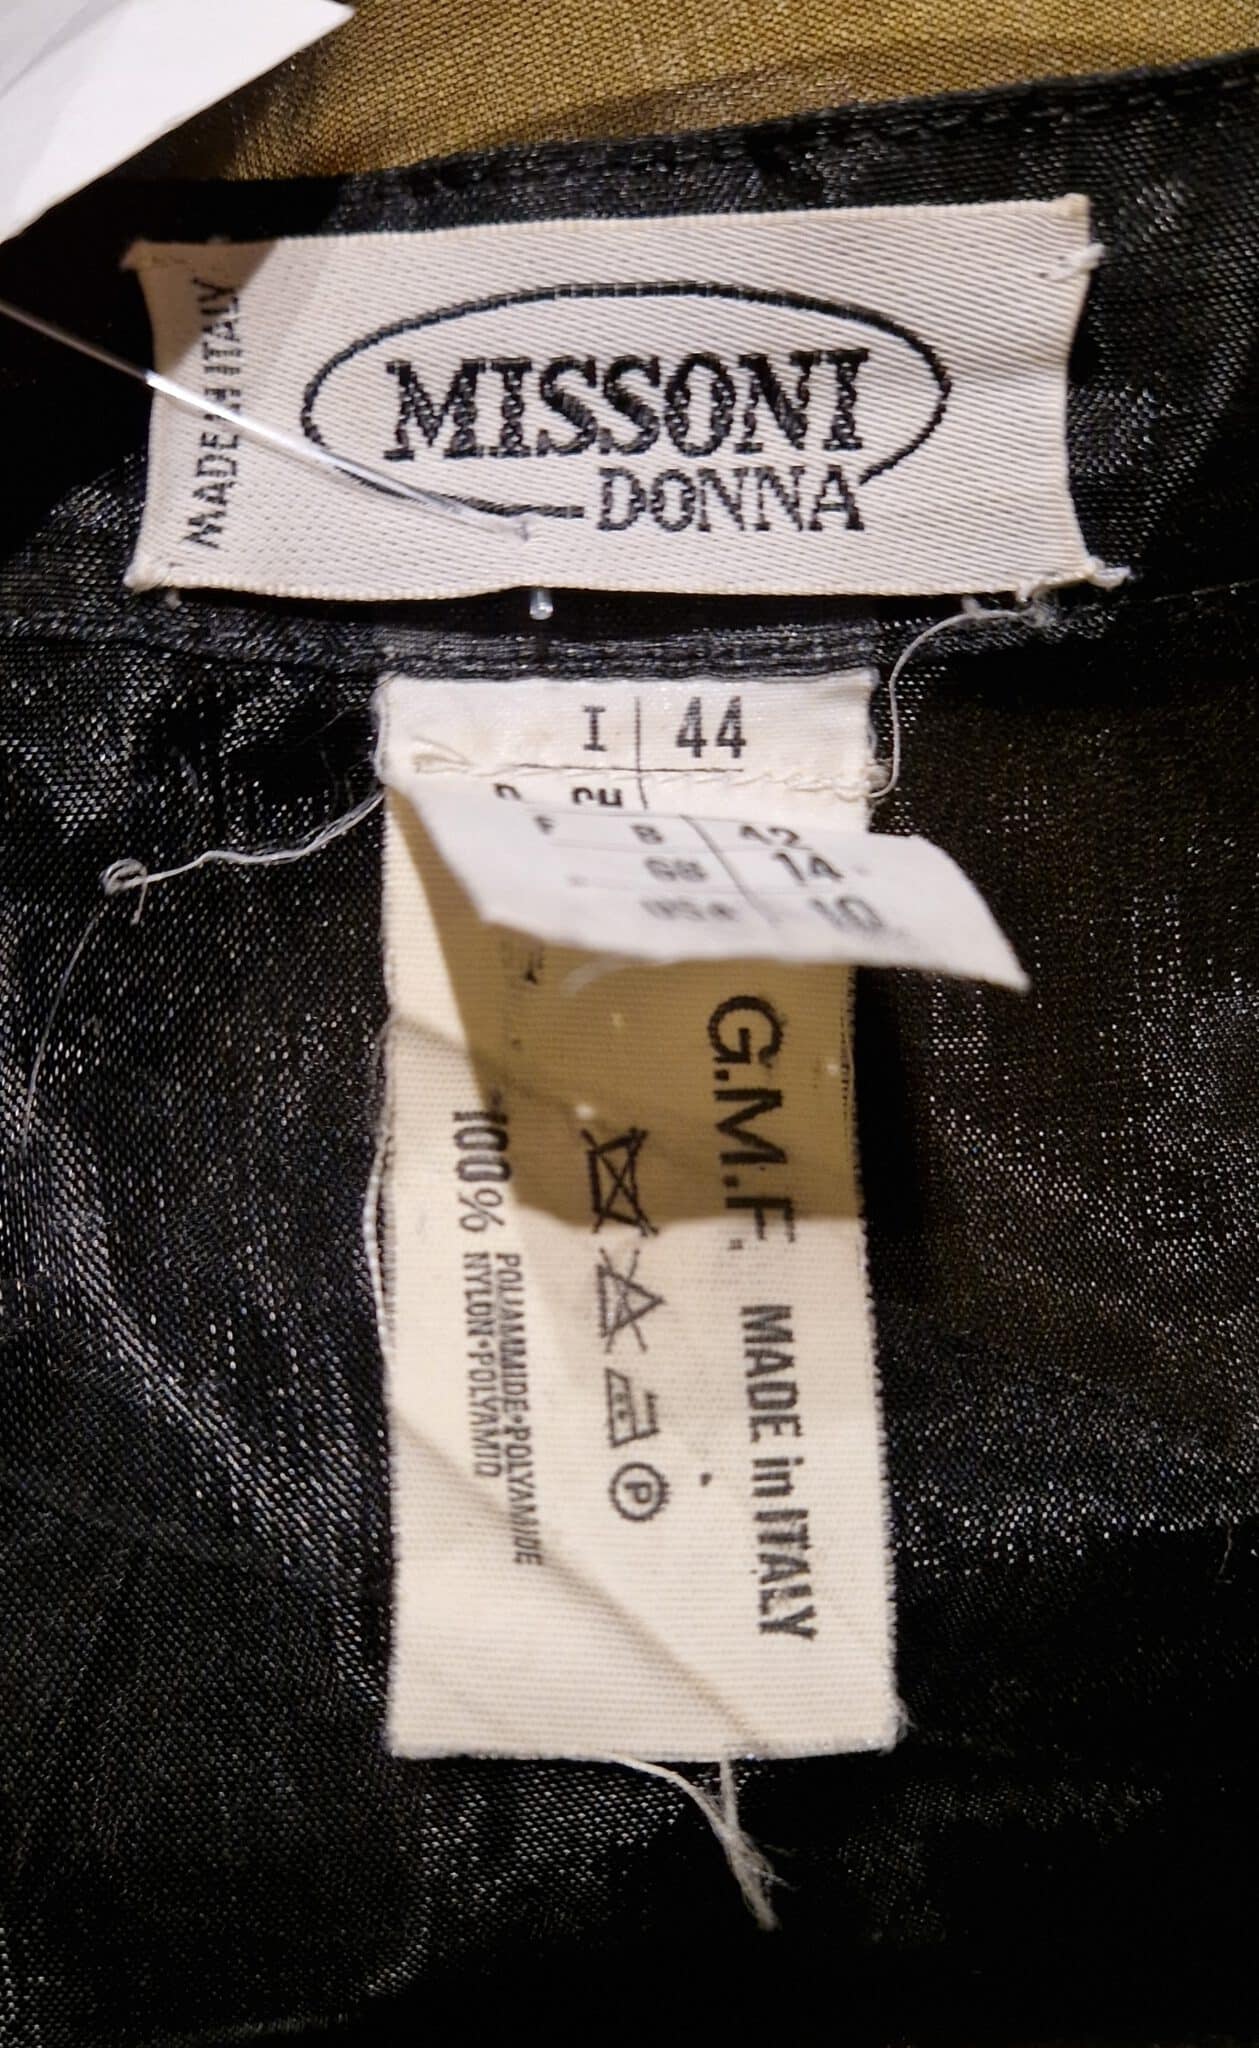 MADE IN ITALY
MISSONI
DONNA
I 44
D CH
F B 42
GB 14
USA 10
G.M.F. MADE in ITALY
100% POLIAMMIDE•POLYAMIDE
NYLON•POLYAMID
P